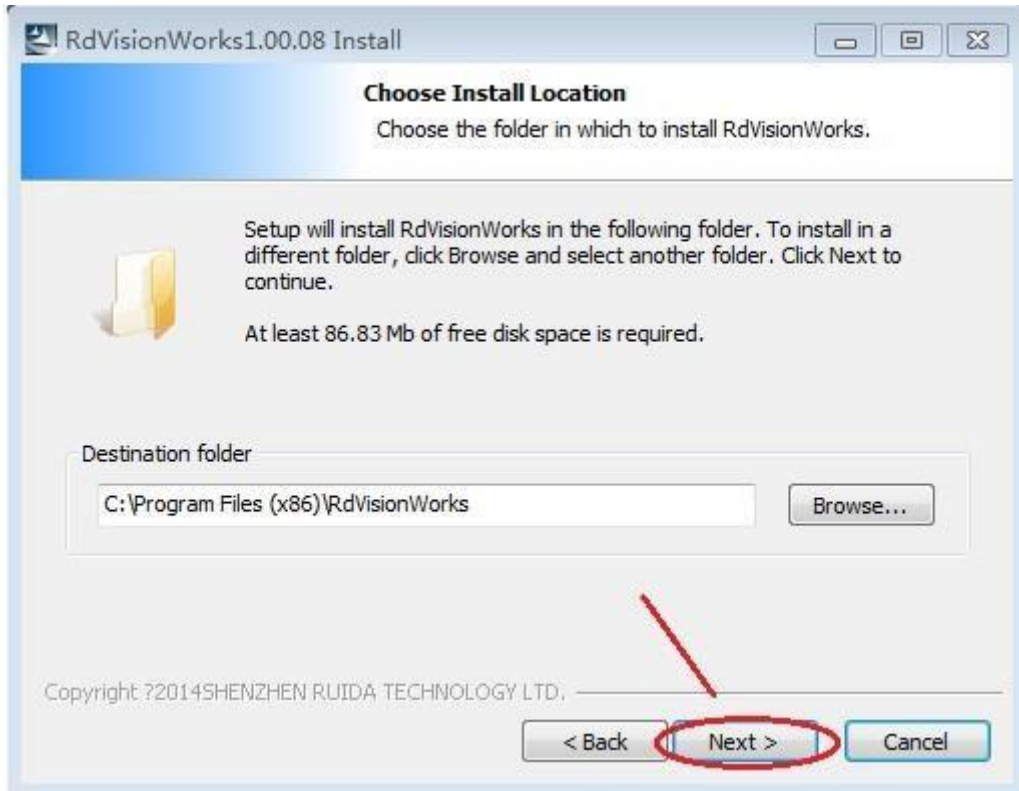 RdVisionWorks1.00.08 Install
Choose Install Location
Choose the folder in which to install RdVisionWorks.
Setup will install RdVisionWorks in the following folder. To install in a
different folder, click Browse and select another folder. Click Next to
continue.
At least 86.83 Mb of free disk space is required.
Destination folder
C:\Program Files (x86)\RdVisionWorks
Browse...
Copyright ?2014SHENZHEN RUIDA TECHNOLOGY LTD.
< Back
Next >
Cancel